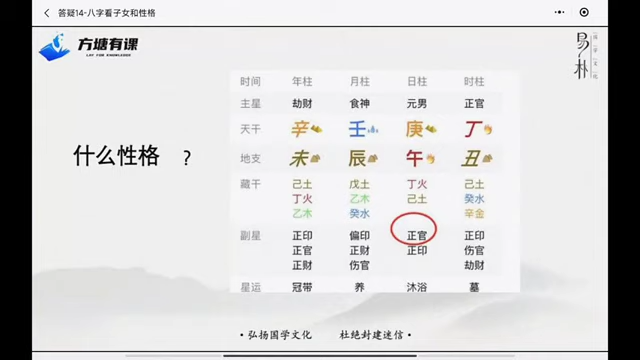 答疑14-八字看子女和性格
方塘有课
LAY FOR KNOWLEDGE
易朴
什么性格 ?
时间 年柱 月柱 日柱 时柱
主星 劫财 食神 元男 正官
天干 辛 壬 庚 丁
地支 未 辰 午 丑
藏干 己土 戊土 丁火 己土
丁火 乙木 己土 癸水
乙木 癸水 辛金
副星 正印 偏印 正官 正印
正官 正财 正印 伤官
正财 伤官 劫财
星运 冠带 养 沐浴 墓
·弘扬国学文化 杜绝封建迷信·